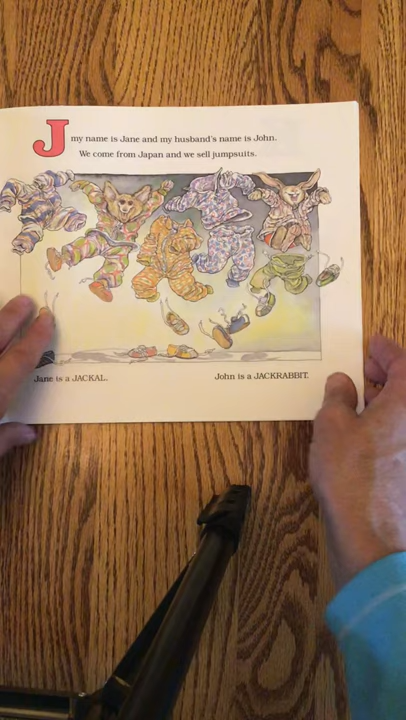 J my name is Jane and my husband's name is John.
We come from Japan and we sell jumpsuits.
Jane is a JACKAL.
John is a JACKRABBIT.